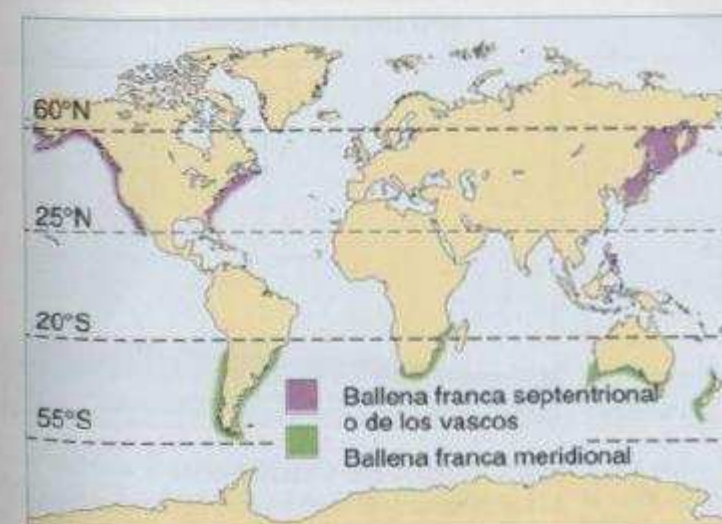 60°N
25°N
20°S
55°S
Ballena franca septentrional
o de los vascos
Ballena franca meridional